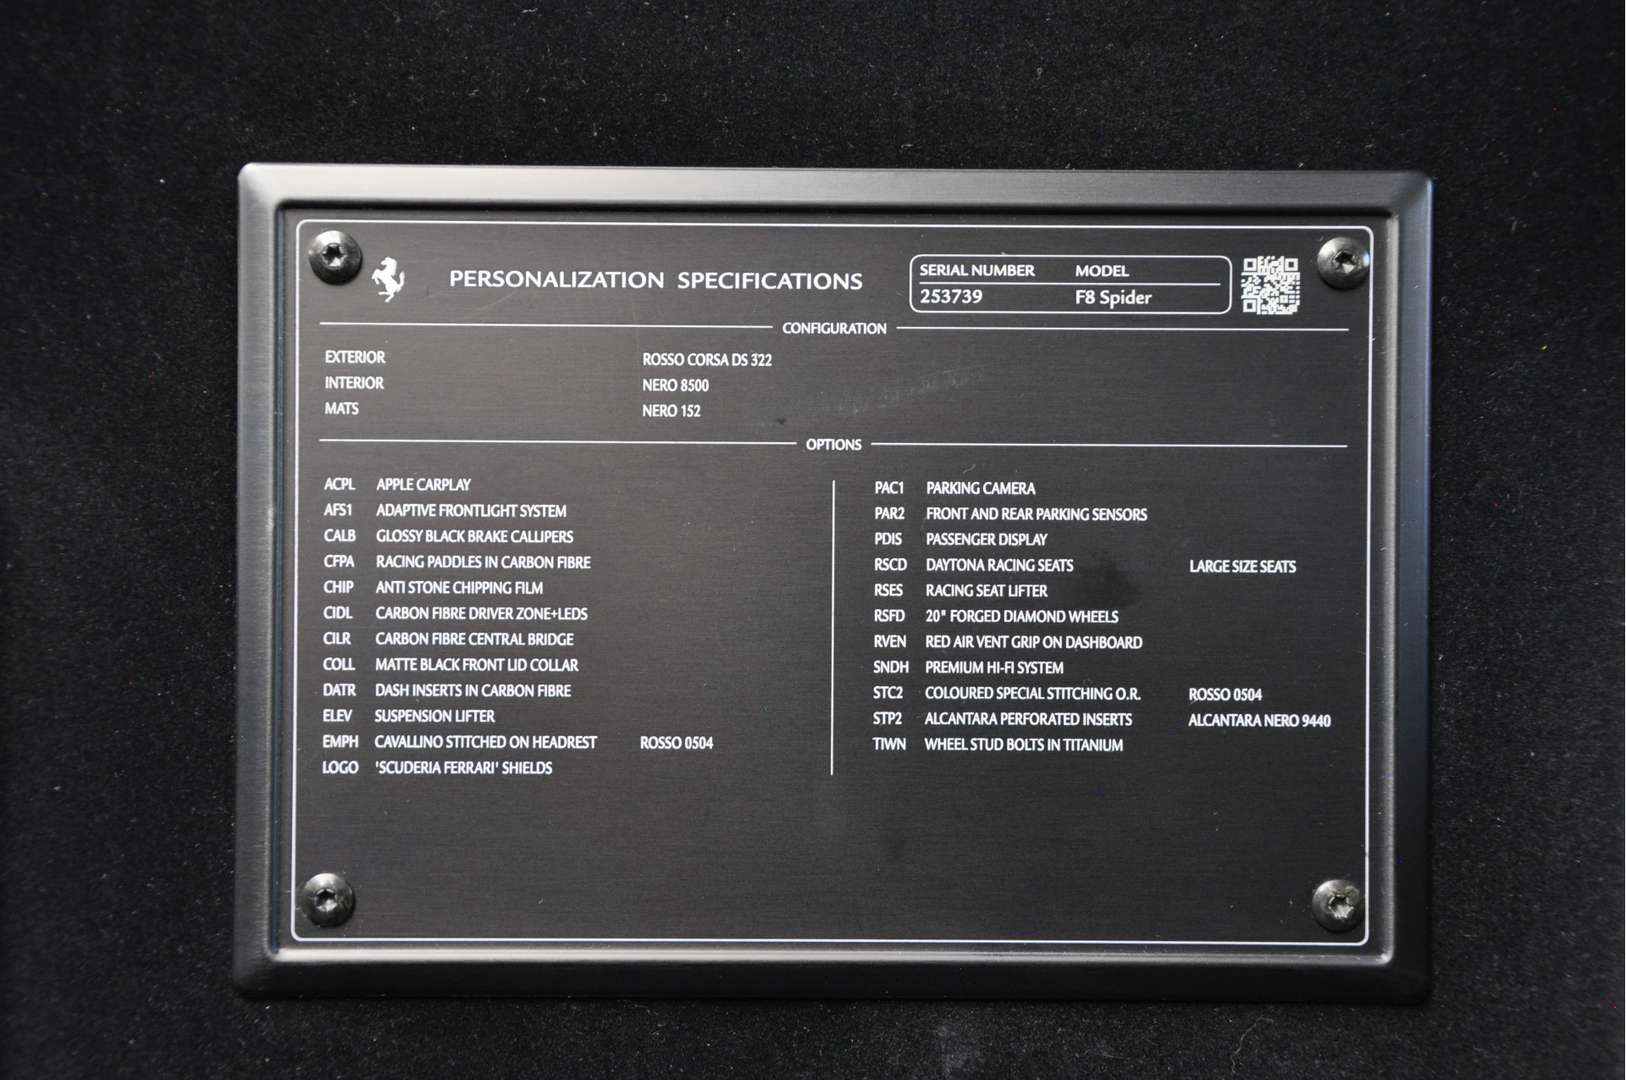 PERSONALIZATION SPECIFICATIONS
SERIAL NUMBER MODEL
253739 F8 Spider
CONFIGURATION
EXTERIOR ROSSO CORSA DS 322
INTERIOR NERO 8500
MATS NERO 152
OPTIONS
ACPL APPLE CARPLAY
AFS1 ADAPTIVE FRONTLIGHT SYSTEM
CALB GLOSSY BLACK BRAKE CALLIPERS
CFPA RACING PADDLES IN CARBON FIBRE
CHIP ANTI STONE CHIPPING FILM
CIDL CARBON FIBRE DRIVER ZONE+LEDS
CILR CARBON FIBRE CENTRAL BRIDGE
COLL MATTE BLACK FRONT LID COLLAR
DATR DASH INSERTS IN CARBON FIBRE
ELEV SUSPENSION LIFTER
EMPH CAVALLINO STITCHED ON HEADREST ROSSO 0504
LOGO 'SCUDERIA FERRARI' SHIELDS
PAC1 PARKING CAMERA
PAR2 FRONT AND REAR PARKING SENSORS
PDIS PASSENGER DISPLAY
RSCD DAYTONA RACING SEATS LARGE SIZE SEATS
RSES RACING SEAT LIFTER
RSFD 20" FORGED DIAMOND WHEELS
RVEN RED AIR VENT GRIP ON DASHBOARD
SNDH PREMIUM HI-FI SYSTEM
STC2 COLOURED SPECIAL STITCHING O.R. ROSSO 0504
STP2 ALCANTARA PERFORATED INSERTS ALCANTARA NERO 9440
TIWN WHEEL STUD BOLTS IN TITANIUM